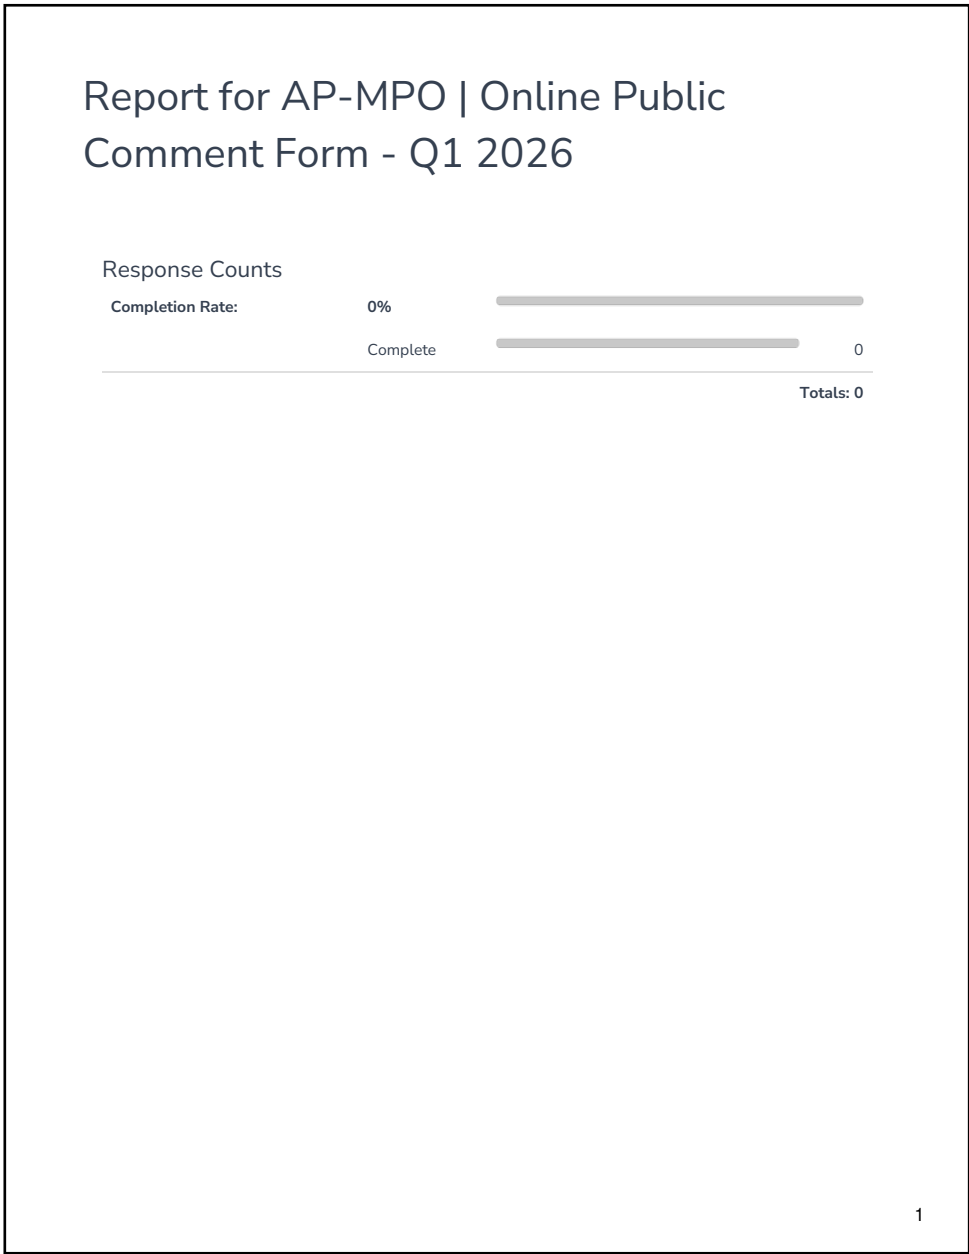 Report for AP-MPO | Online Public
Comment Form - Q1 2026
Response Counts
Completion Rate: 0%
Complete 0
Totals: 0
1